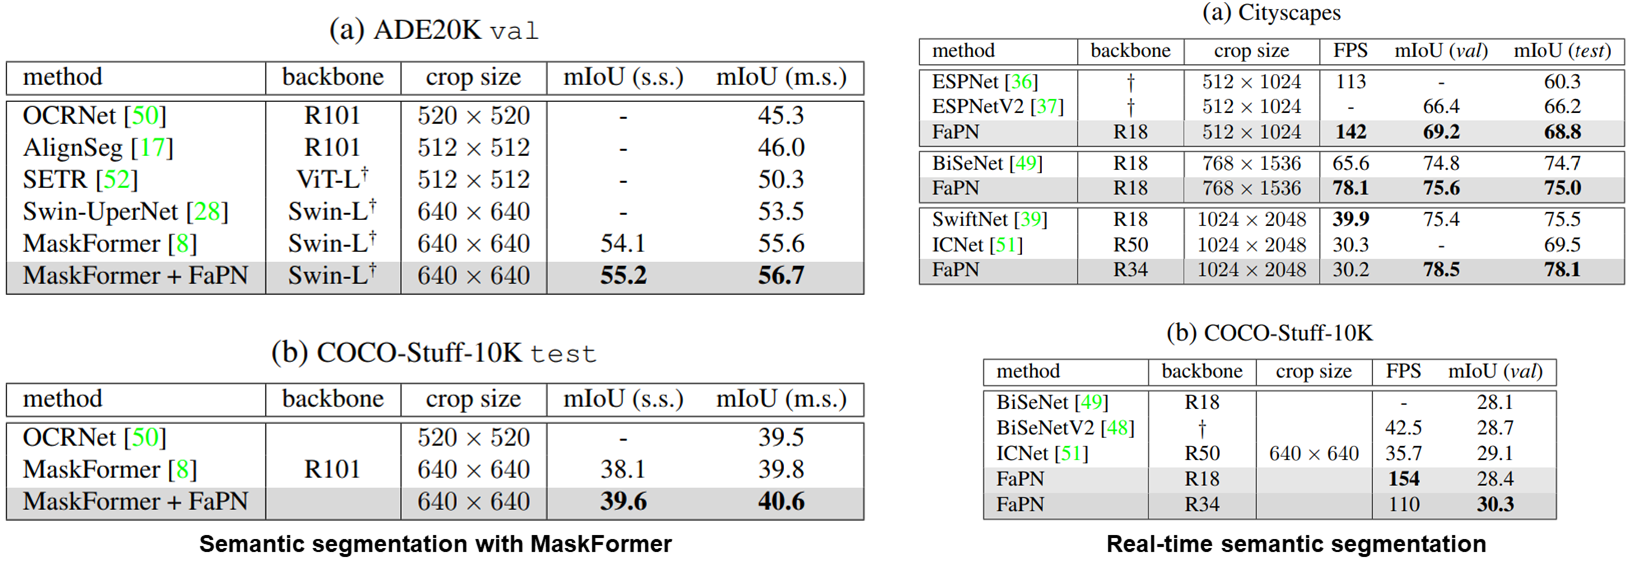 (a) ADE20K val
method backbone crop size mIoU (s.s.) mIoU (m.s.)
OCRNet [50] R101 520 × 520 - 45.3
AlignSeg [17] R101 512 × 512 - 46.0
SETR [52] ViT-L† 512 × 512 - 50.3
Swin-UperNet [28] Swin-L† 640 × 640 - 53.5
MaskFormer [8] Swin-L† 640 × 640 54.1 55.6
MaskFormer + FaPN Swin-L† 640 × 640 55.2 56.7
(b) COCO-Stuff-10K test
method backbone crop size mIoU (s.s.) mIoU (m.s.)
OCRNet [50] 520 × 520 - 39.5
MaskFormer [8] R101 640 × 640 38.1 39.8
MaskFormer + FaPN 640 × 640 39.6 40.6
Semantic segmentation with MaskFormer
(a) Cityscapes
method backbone crop size FPS mIoU (val) mIoU (test)
ESPNet [36] † 512 × 1024 113 - 60.3
ESPNetV2 [37] † 512 × 1024 - 66.4 66.2
FaPN R18 512 × 1024 142 69.2 68.8
BiSeNet [49] R18 768 × 1536 65.6 74.8 74.7
FaPN R18 768 × 1536 78.1 75.6 75.0
SwiftNet [39] R18 1024 × 2048 39.9 75.4 75.5
ICNet [51] R50 1024 × 2048 30.3 - 69.5
FaPN R34 1024 × 2048 30.2 78.5 78.1
(b) COCO-Stuff-10K
method backbone crop size FPS mIoU (val)
BiSeNet [49] R18 - 28.1
BiSeNetV2 [48] † 42.5 28.7
ICNet [51] R50 640 × 640 35.7 29.1
FaPN R18 154 28.4
FaPN R34 110 30.3
Real-time semantic segmentation